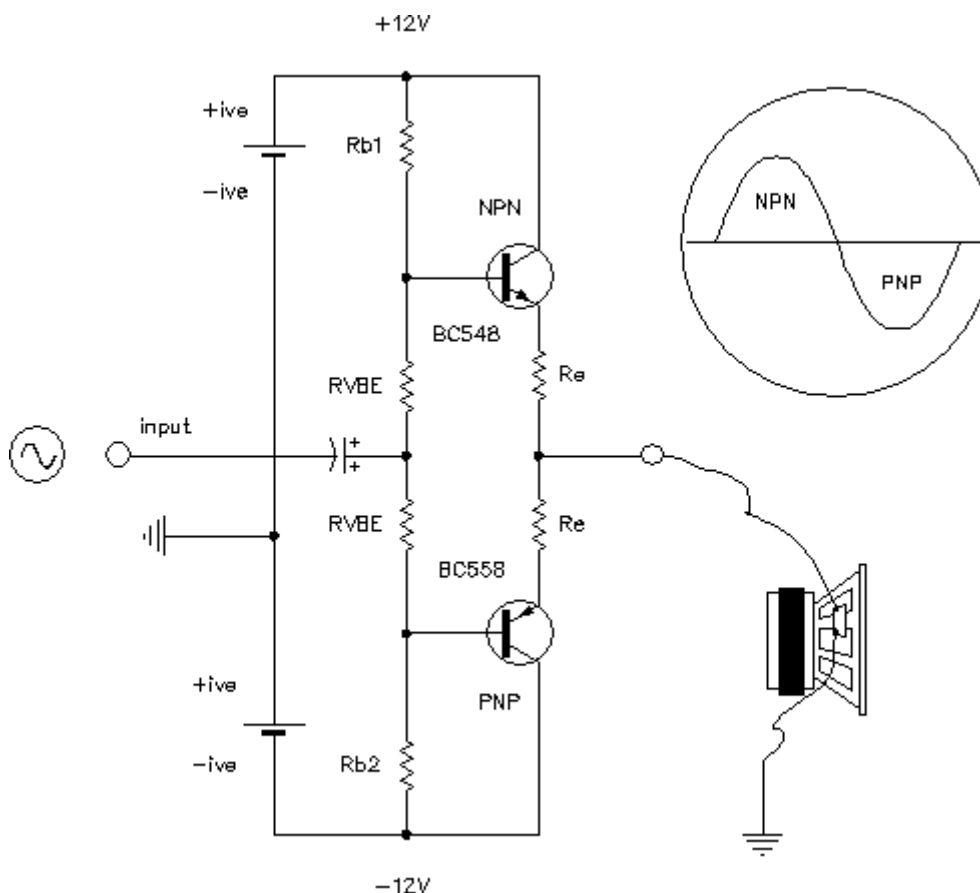 +12V
+ive
Rb1
-ive
NPN
NPN
PNP
BC548
RVBE
Re
input
+
+
RVBE
Re
BC558
+ive
PNP
-ive
Rb2
-12V